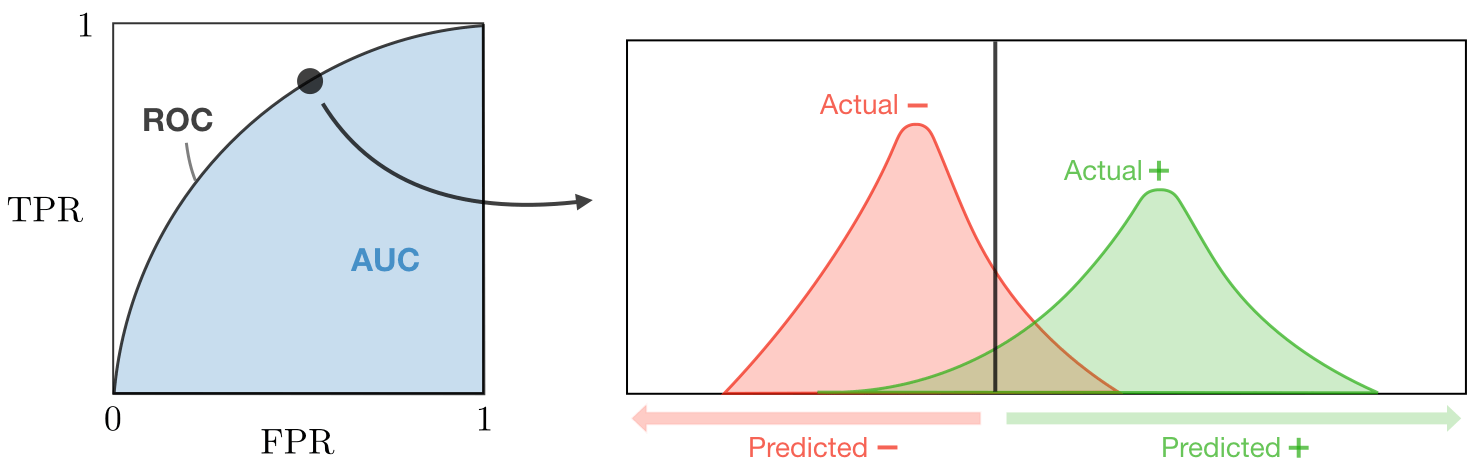 1
ROC
TPR
AUC
0
1
FPR
Actual −
Actual +
Predicted −
Predicted +